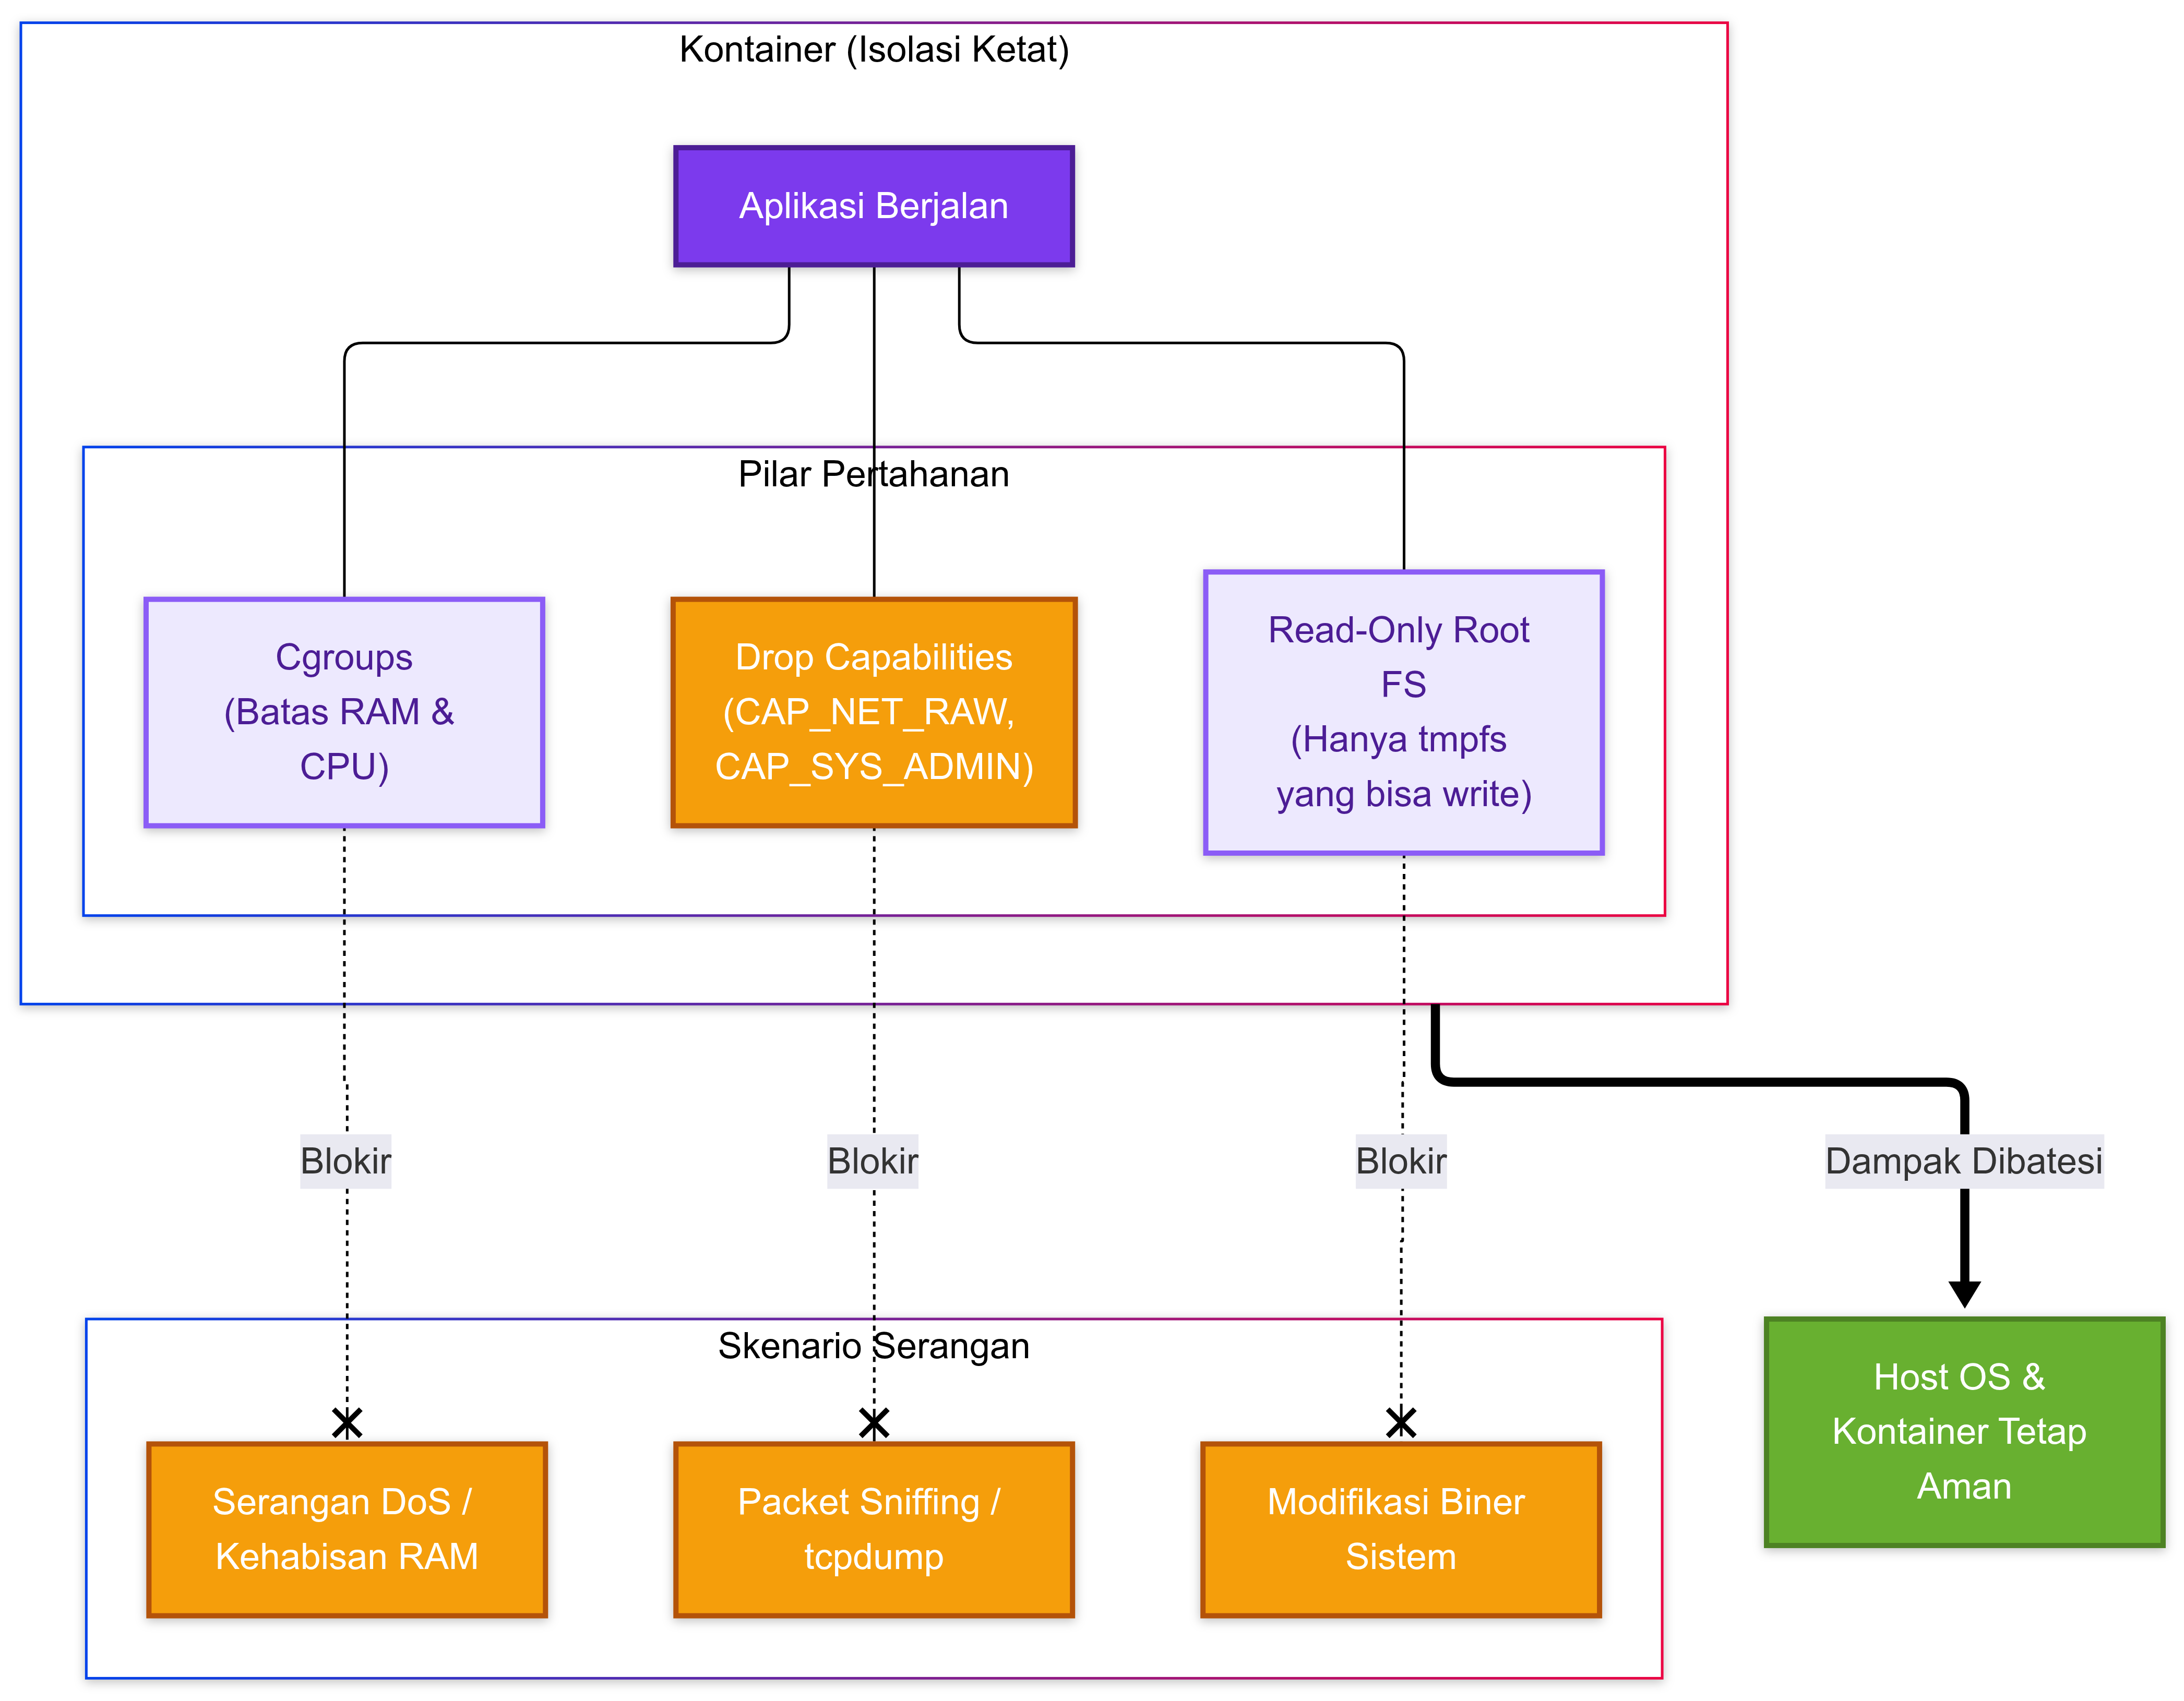 Kontainer (Isolasi Ketat)
Aplikasi Berjalan
Pilar Pertahanan
Cgroups
(Batas RAM &
CPU)
Drop Capabilities
(CAP_NET_RAW,
CAP_SYS_ADMIN)
Read-Only Root
FS
(Hanya tmpfs
yang bisa write)
Blokir
Blokir
Blokir
Dampak Dibatesi
Skenario Serangan
Serangan DoS /
Kehabisan RAM
Packet Sniffing /
tcpdump
Modifikasi Biner
Sistem
Host OS &
Kontainer Tetap
Aman